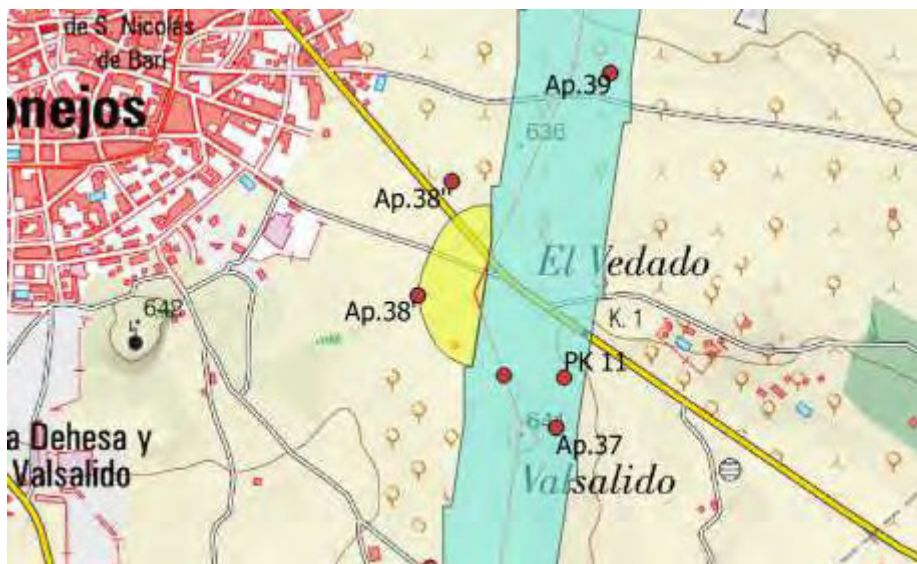 de S. Nicolás
de Bari
onejos
Ap.39
636
Ap.38''
El Vedado
Ap.38'
642
K. 1
PK 11
641
Ap.37
a Dehesa y
Valsalido
Valsalido